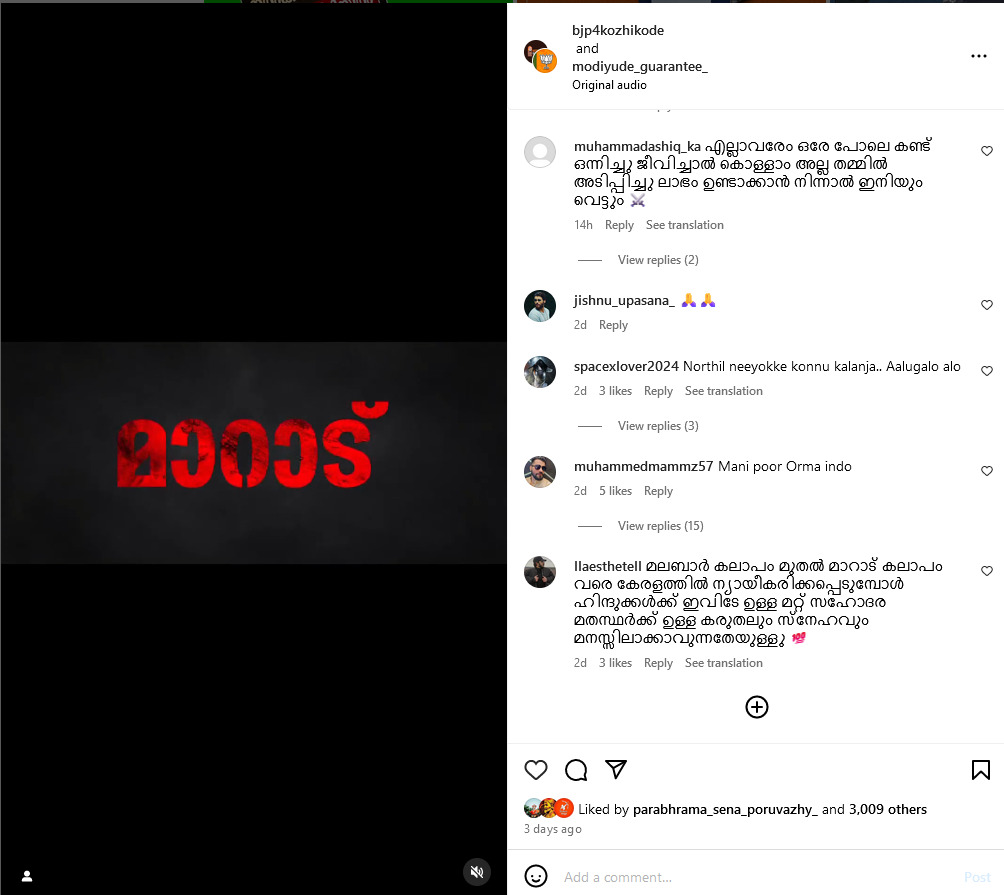 മാറാട്
bjp4kozhikode
and
modiyude_guarantee_
Original audio
muhammadashiq_ka എല്ലാവരേം ഒരേ പോലെ കണ്ട്
ഒന്നിച്ചു ജീവിച്ചാൽ കൊള്ളാം അല്ല തമ്മിൽ
അടിപ്പിച്ചു ലാഭം ഉണ്ടാക്കാൻ നിന്നാൽ ഇനിയും
വെട്ടും ⚔️
14h Reply See translation
View replies (2)
jishnu_upasana_ 🙏🙏
2d Reply
spacexlover2024 Northil neeyokke konnu kalanja.. Aalugalo alo
2d 3 likes Reply See translation
View replies (3)
muhammedmammz57 Mani poor Orma indo
2d 5 likes Reply
View replies (15)
llaesthetell മലബാർ കലാപം മുതൽ മാറാട് കലാപം
വരെ കേരളത്തിൽ ന്യായീകരിക്കപ്പെടുമ്പോൾ
ഹിന്ദുക്കൾക്ക് ഇവിടേ ഉള്ള മറ്റ് സഹോദര
മതസ്ഥർക്ക് ഉള്ള കരുതലും സ്നേഹവും
മനസ്സിലാക്കാവുന്നതേയുള്ളു 💯
2d 3 likes Reply See translation
Liked by parabhrama_sena_poruvazhy_ and 3,009 others
3 days ago
Add a comment... Post